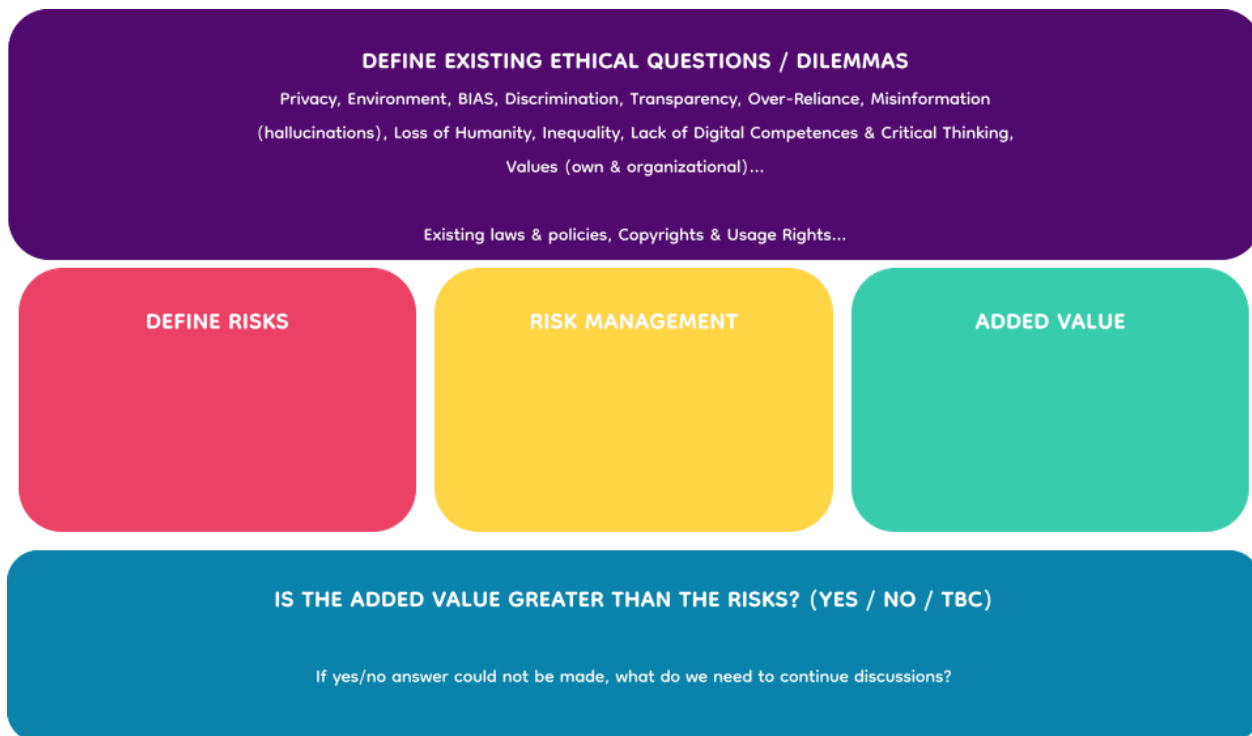 DEFINE EXISTING ETHICAL QUESTIONS / DILEMMAS
Privacy, Environment, BIAS, Discrimination, Transparency, Over-Reliance, Misinformation
(hallucinations), Loss of Humanity, Inequality, Lack of Digital Competences & Critical Thinking,
Values (own & organizational)...
Existing laws & policies, Copyrights & Usage Rights...
DEFINE RISKS
RISK MANAGEMENT
ADDED VALUE
IS THE ADDED VALUE GREATER THAN THE RISKS? (YES / NO / TBC)
If yes/no answer could not be made, what do we need to continue discussions?